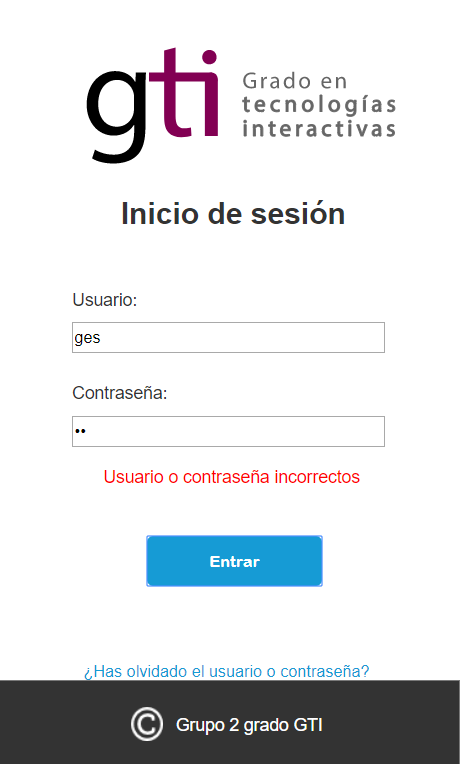 gti
Grado en
tecnologías
interactivas
Inicio de sesión
Usuario:
ges
Contraseña:
••
Usuario o contraseña incorrectos
Entrar
¿Has olvidado el usuario o contraseña?
© Grupo 2 grado GTI